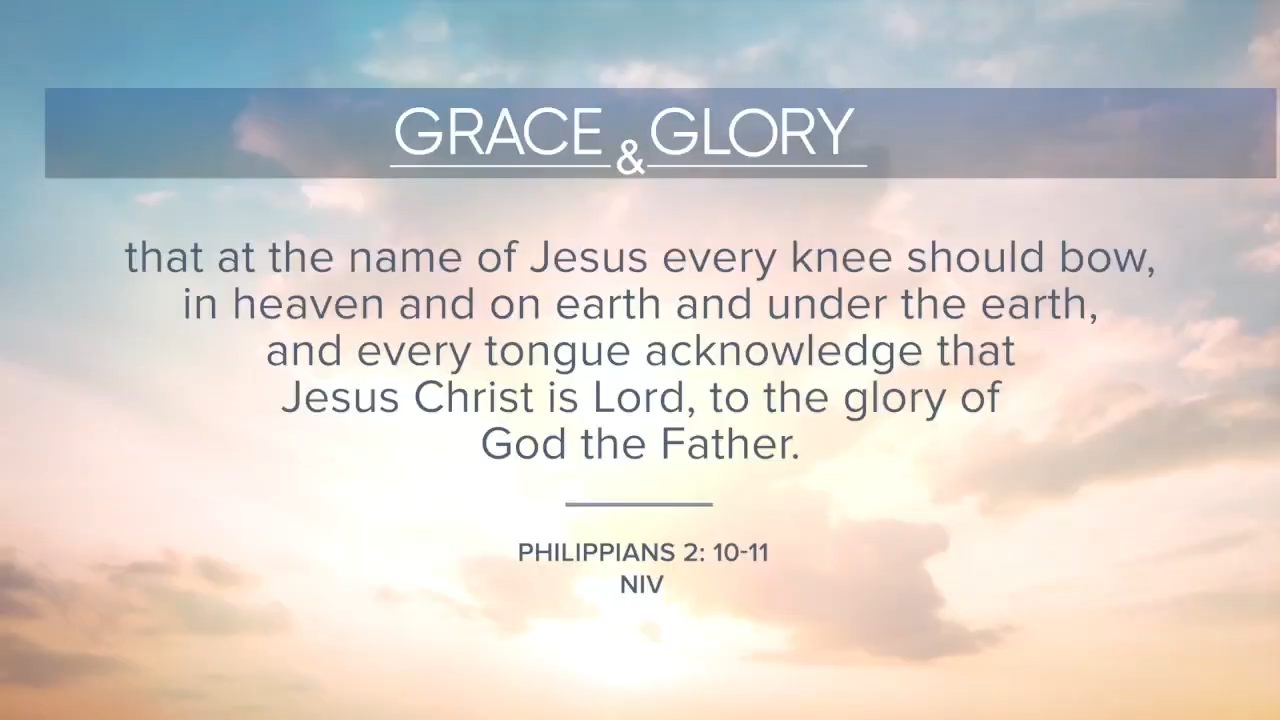 GRACE & GLORY
that at the name of Jesus every knee should bow,
in heaven and on earth and under the earth,
and every tongue acknowledge that
Jesus Christ is Lord, to the glory of
God the Father.
PHILIPPIANS 2: 10-11
NIV